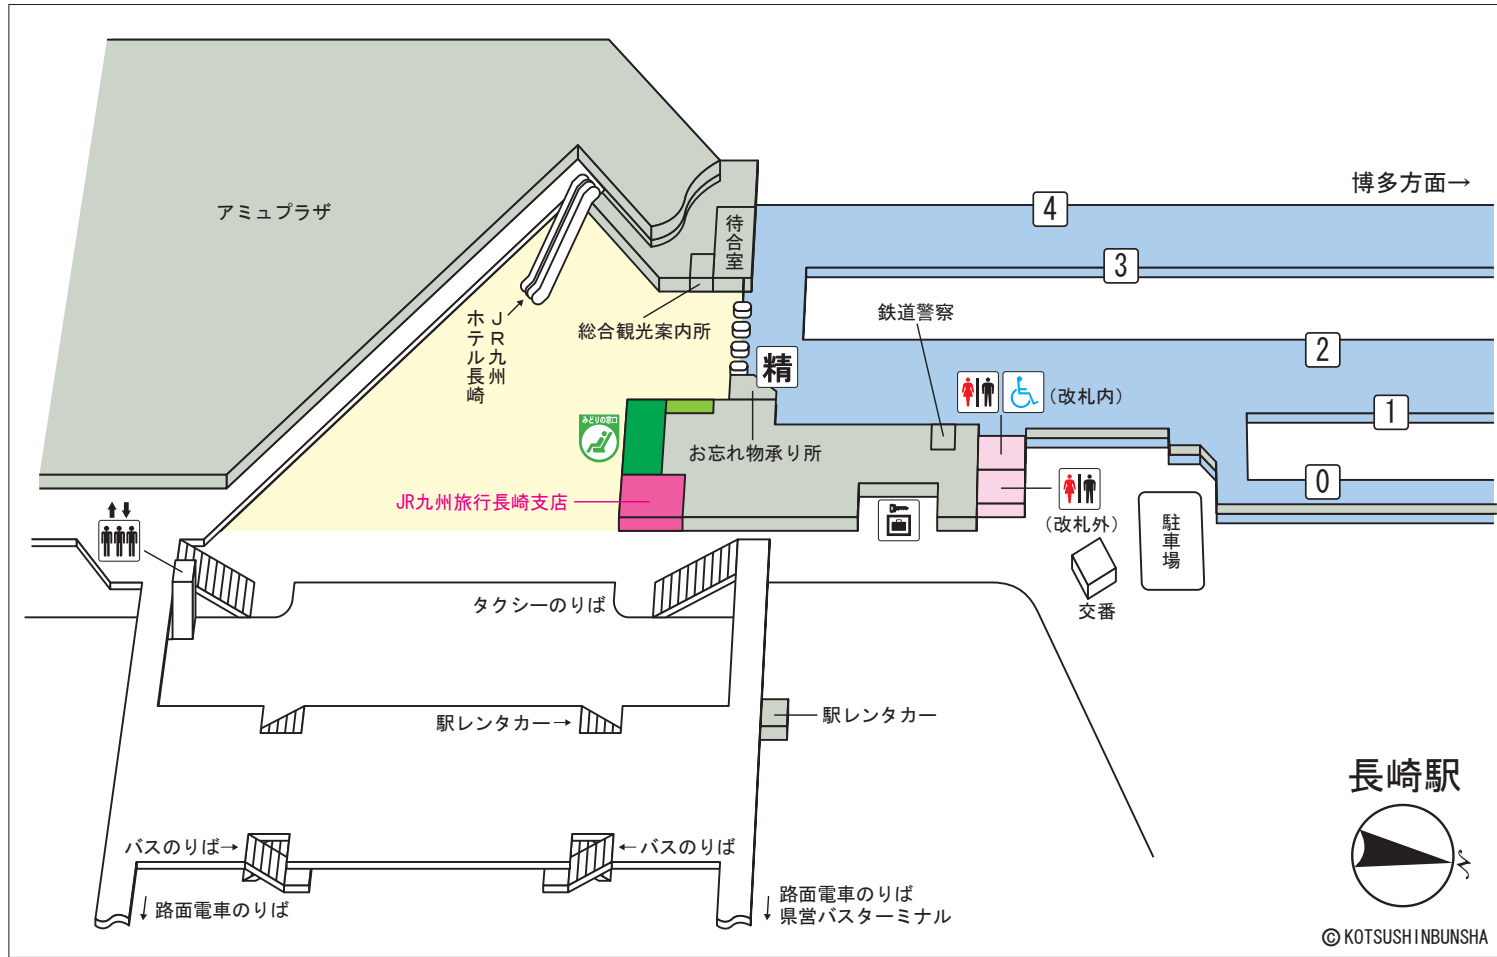 博多方面→
4
アミュプラザ
待合室
3
鉄道警察
総合観光案内所
JR九州
ホテル長崎
2
精
(改札内)
1
みどりの窓口
お忘れ物承り所
0
JR九州旅行長崎支店
(改札外)
駐車場
タクシーのりば
交番
駅レンタカー→
駅レンタカー
長崎駅
バスのりば→
←バスのりば
路面電車のりば
路面電車のりば
県営バスターミナル
© KOTSUSHINBUNSHA